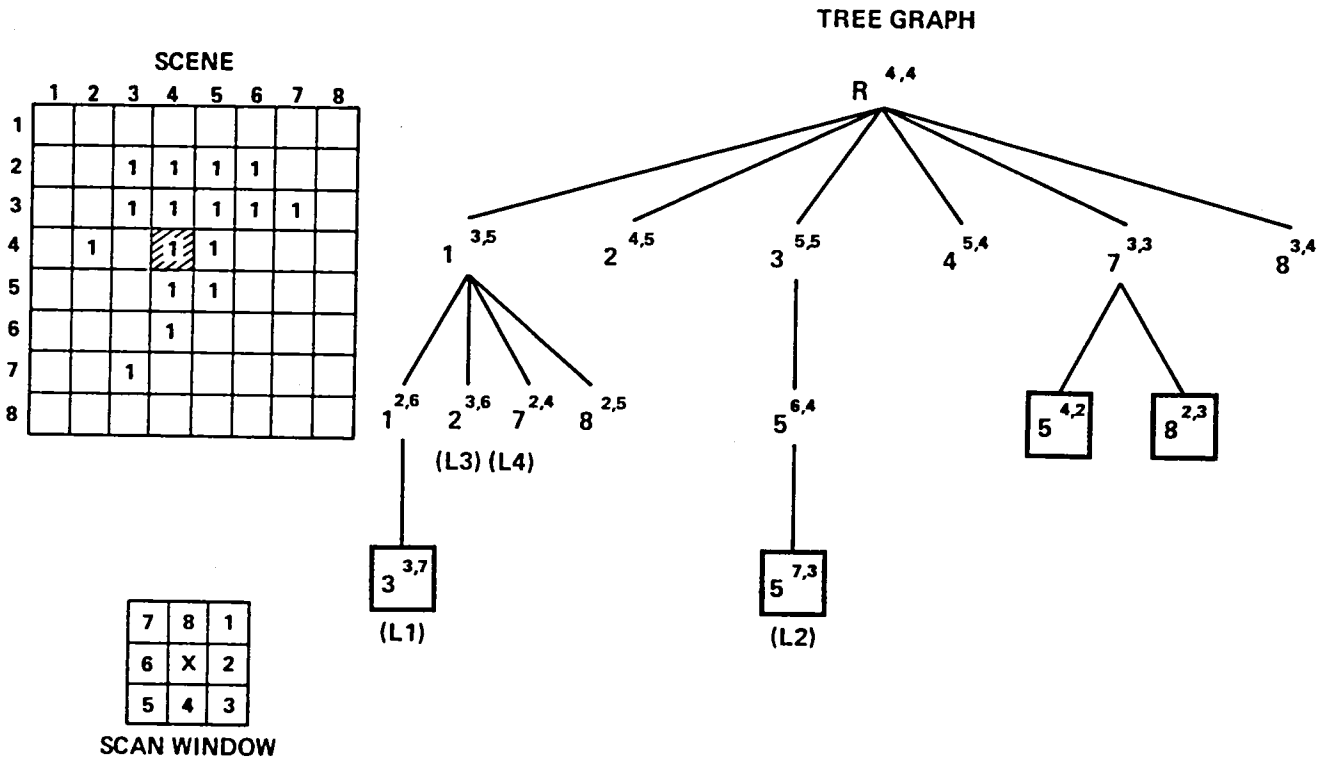 TREE GRAPH
SCENE
1 2 3 4 5 6 7 8
1
2 1 1 1 1
3 1 1 1 1 1
4 1 1 1
5 1 1
6 1
7 1
8
R 4,4
1 3,5 2 4,5 3 5,5 4 5,4 7 3,3 8 3,4
1 2,6 2 3,6 7 2,4 8 2,5 5 6,4 5 4,2 8 2,3
(L3) (L4)
3 3,7 5 7,3
(L1) (L2)
7 8 1
6 X 2
5 4 3
SCAN WINDOW